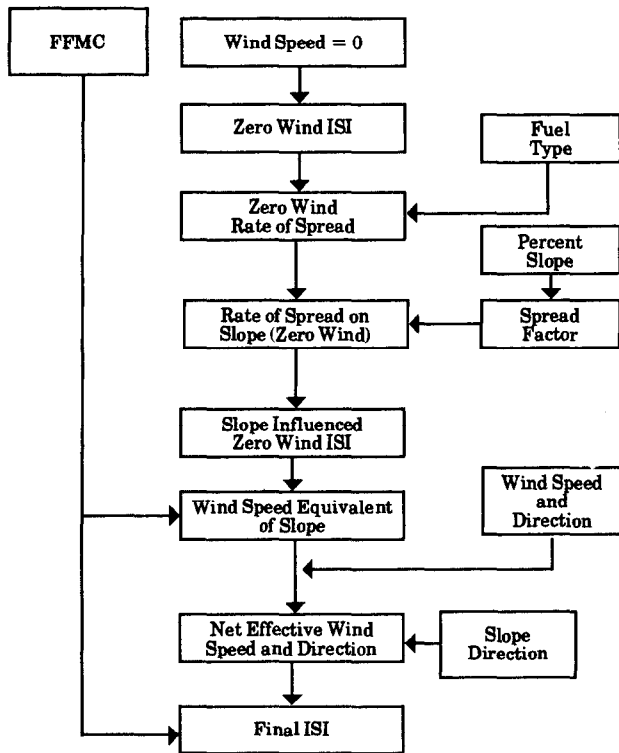 FFMC
Wind Speed = 0
Zero Wind ISI
Fuel
Type
Zero Wind
Rate of Spread
Percent
Slope
Rate of Spread on
Slope (Zero Wind)
Spread
Factor
Slope Influenced
Zero Wind ISI
Wind Speed
and
Direction
Wind Speed Equivalent
of Slope
Net Effective Wind
Speed and Direction
Slope
Direction
Final ISI